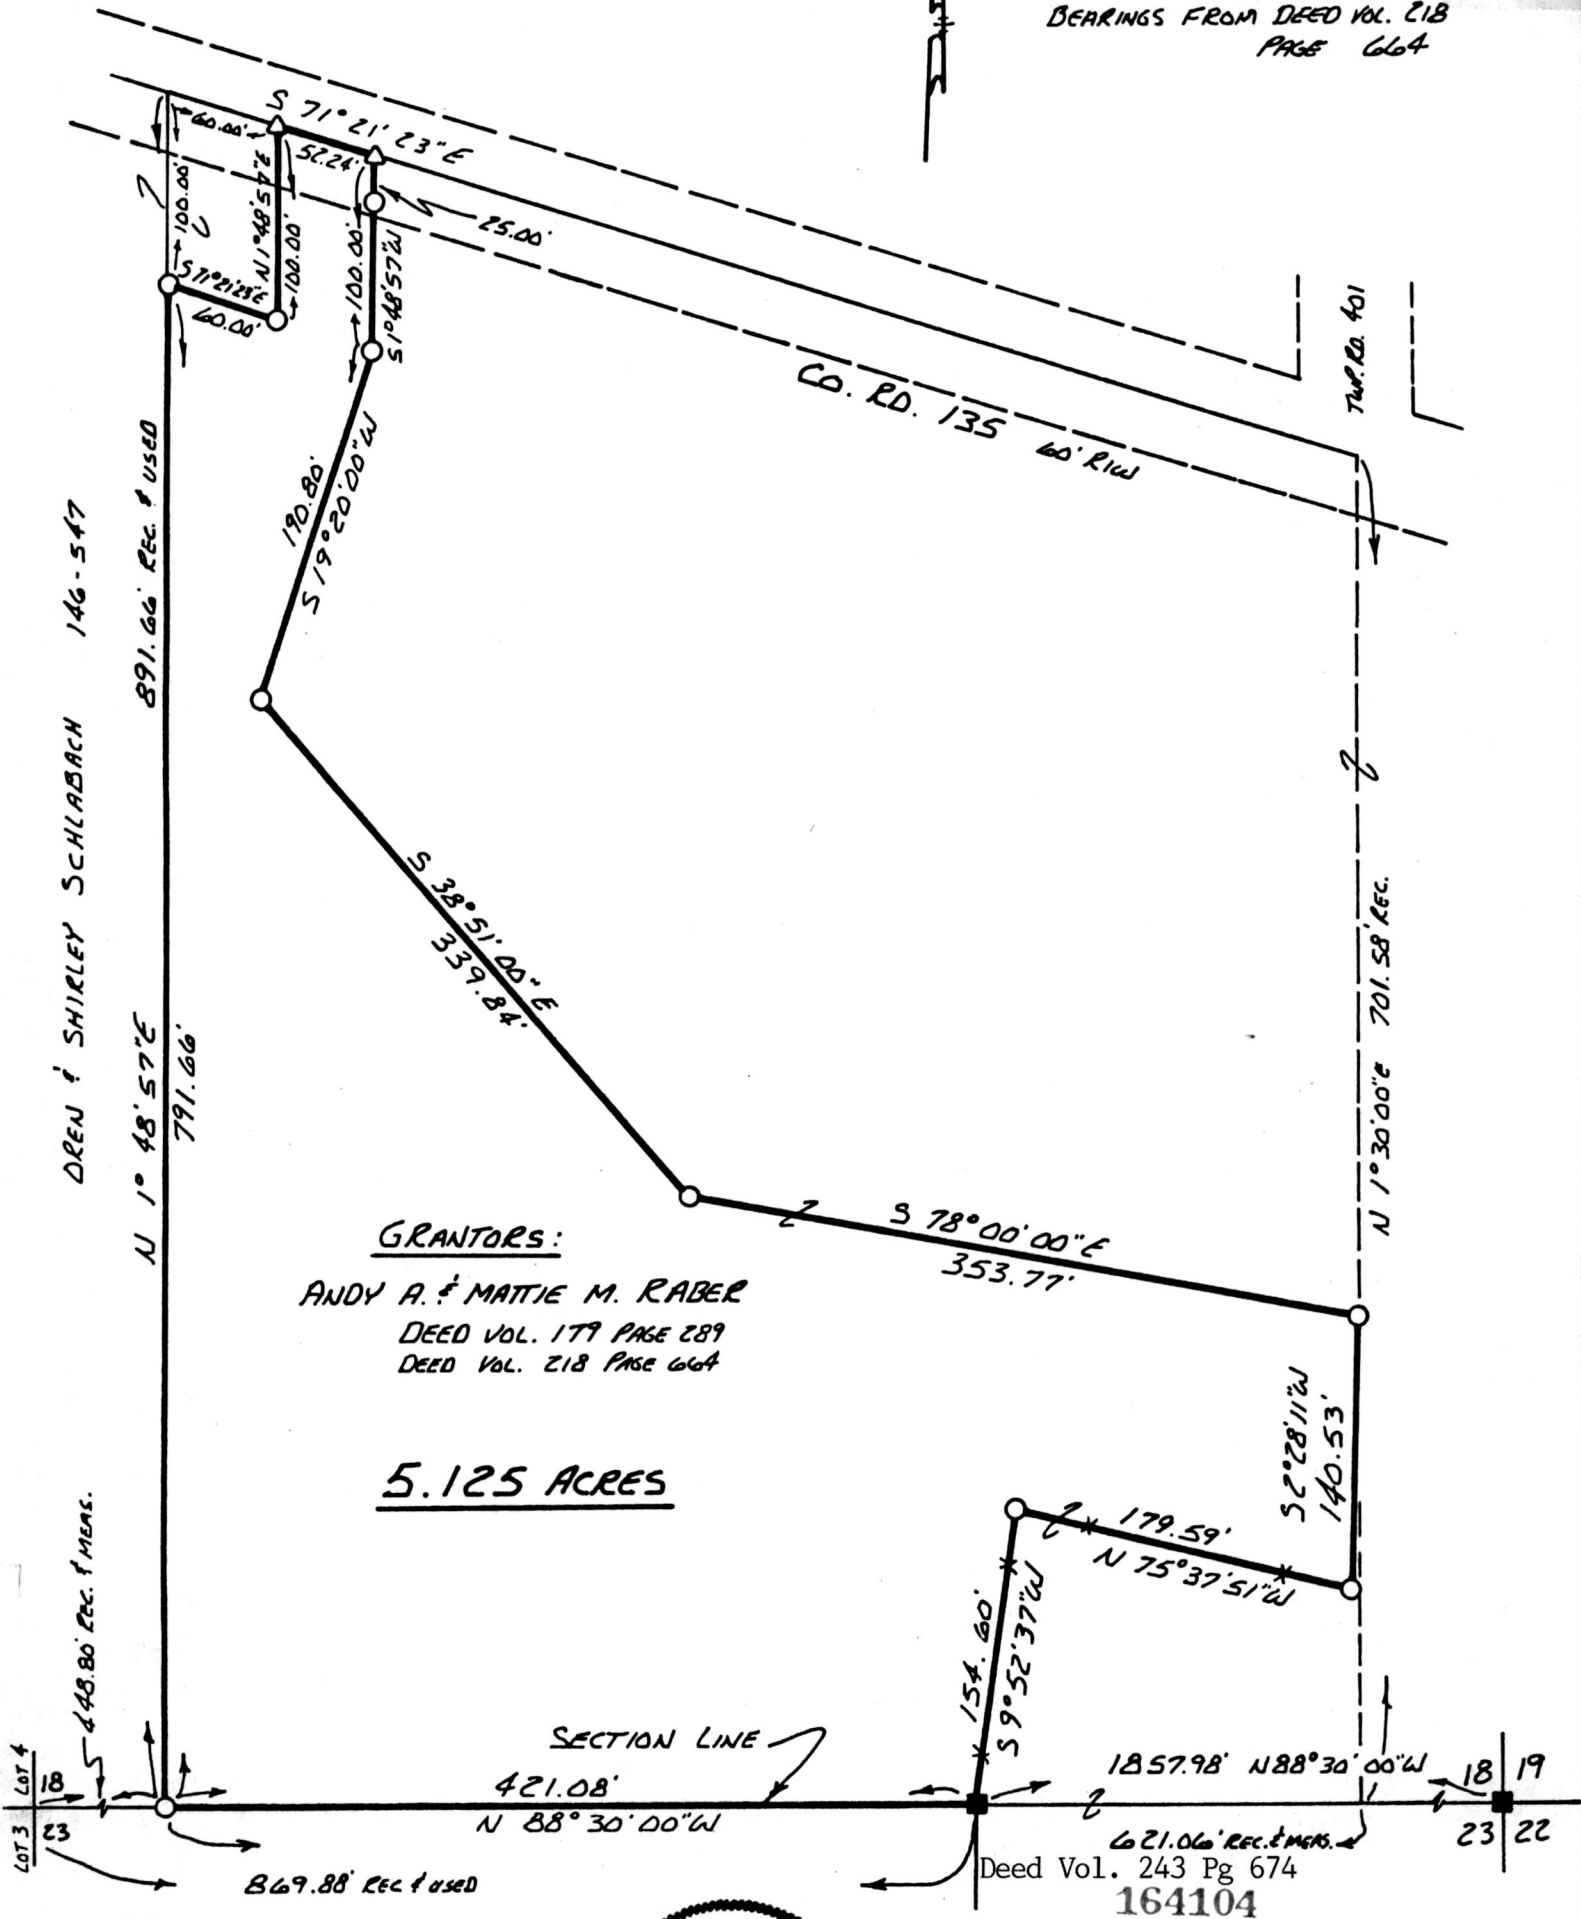 BEARINGS FROM DEED VOL. 218
PAGE 664
S 71° 21' 23" E
60.00'
52.24'
100.00'
N 1°48'57"E
100.00'
25.00'
100.00'
S 1°48'57"W
S 71°21'23"E
60.00'
TWP. RD. 401
CO. RD. 135 60' R/W
891.66' REC. & USED
146-547
190.80'
S 19°20'00"W
OREN & SHIRLEY SCHLABACH
S 38°51'00"E
339.84'
N 1°30'00"E 701.58' REC.
N 1° 48' 57"E
791.66'
S 78°00'00"E
353.77'
GRANTORS:
ANDY A. & MATTIE M. RABER
DEED VOL. 179 PAGE 289
DEED VOL. 218 PAGE 664
S 2°28'11"W
140.53'
5.125 ACRES
179.59'
N 75°37'51"W
154.60'
S 9°52'37"W
448.80' REC. & MEAS.
SECTION LINE
1857.98' N88°30'00"W
LOT 4
18
421.08'
18 19
LOT 3
23
N 88°30'00"W
621.06' REC. & MEAS.
23 22
869.88' REC & USED
Deed Vol. 243 Pg 674
164104